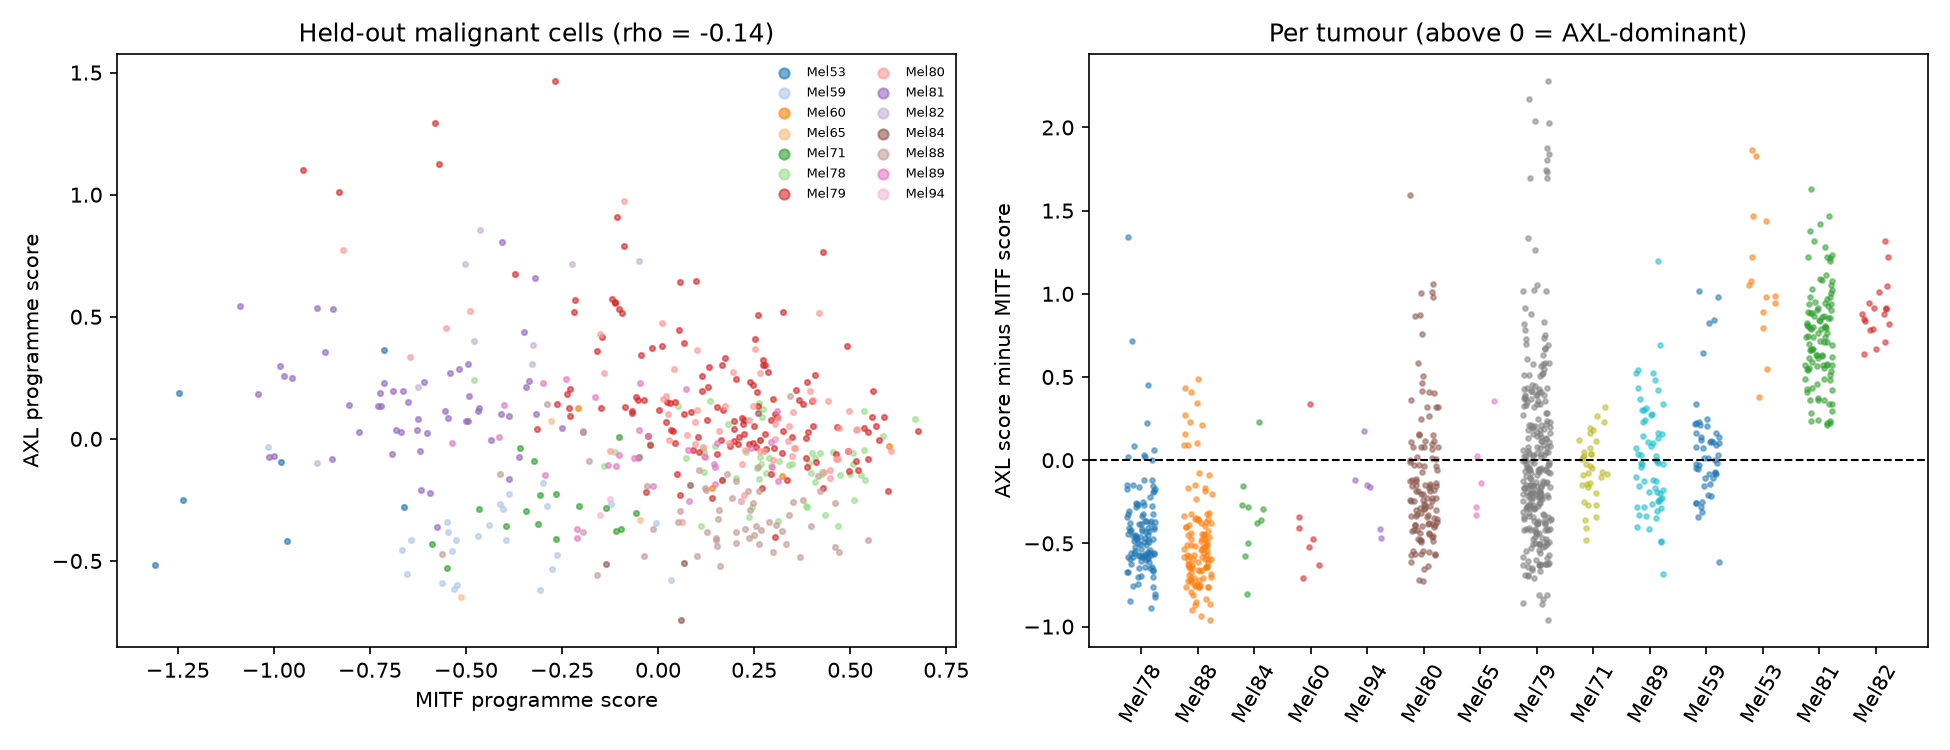 Held-out malignant cells (rho = -0.14)
AXL programme score
1.5
1.0
0.5
0.0
−0.5
Mel53
Mel59
Mel60
Mel65
Mel71
Mel78
Mel79
Mel80
Mel81
Mel82
Mel84
Mel88
Mel89
Mel94
−1.25 −1.00 −0.75 −0.50 −0.25 0.00 0.25 0.50 0.75
MITF programme score
Per tumour (above 0 = AXL-dominant)
AXL score minus MITF score
2.0
1.5
1.0
0.5
0.0
−0.5
−1.0
Mel78 Mel88 Mel84 Mel60 Mel94 Mel80 Mel65 Mel79 Mel71 Mel89 Mel59 Mel53 Mel81 Mel82